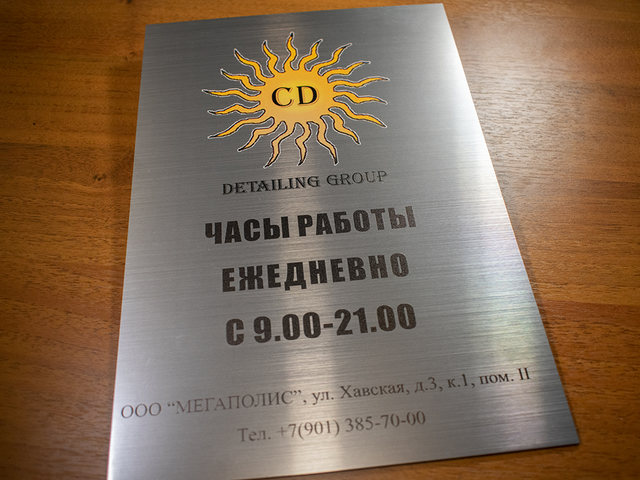 CD
DETAILING GROUP
ЧАСЫ РАБОТЫ
ЕЖЕДНЕВНО
С 9.00-21.00
ООО “МЕГАПОЛИС”, ул. Хавская, д.3, к.1, пом. II
Тел. +7(901) 385-70-00